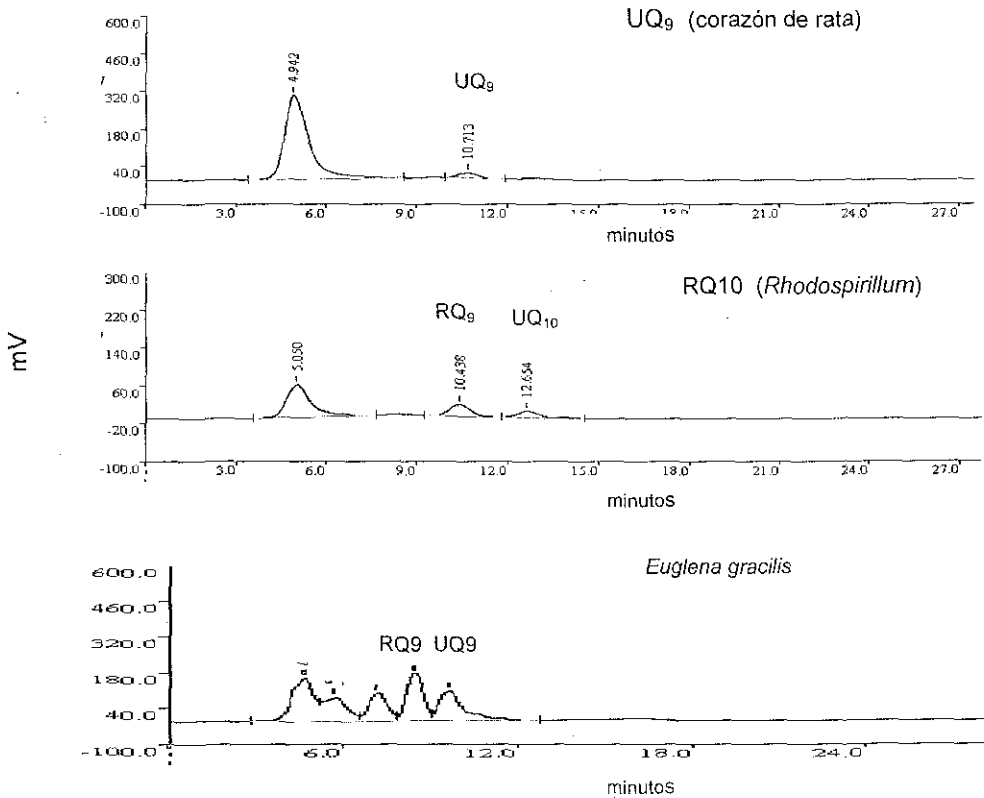 UQ₉ (corazón de rata)
600.0
460.0
320.0
180.0
40.0
-100.0
4.942
UQ₉
10.713
3.0 6.0 9.0 12.0 15.0 18.0 21.0 24.0 27.0
minutos
RQ10 (Rhodospirillum)
300.0
220.0
140.0
60.0
-20.0
-100.0
mV
5.050
RQ₉
10.438
UQ₁₀
12.654
3.0 6.0 9.0 12.0 15.0 18.0 21.0 24.0 27.0
minutos
Euglena gracilis
600.0
460.0
320.0
180.0
40.0
-100.0
RQ9 UQ9
6.0 12.0 18.0 24.0
minutos